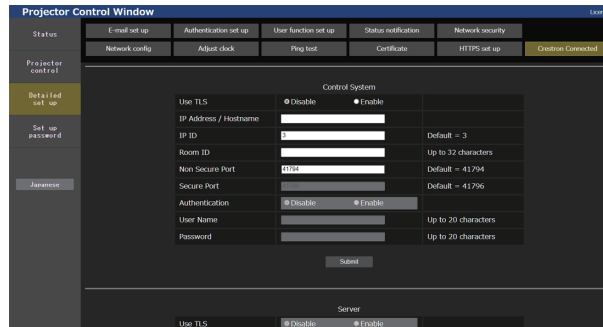 Projector Control Window Licen
E-mail set up Authentication set up User function set up Status notification Network security
Network config Adjust clock Ping test Certificate HTTPS set up Crestron Connected
Status
Projector
control
Detailed
set up
Set up
password
Japanese
Control System
Use TLS Disable Enable
IP Address / Hostname
IP ID 3 Default = 3
Room ID Up to 32 characters
Non Secure Port 41794 Default = 41794
Secure Port Default = 41796
Authentication Disable Enable
User Name Up to 20 characters
Password Up to 20 characters
Submit
Server
Use TLS Disable Enable